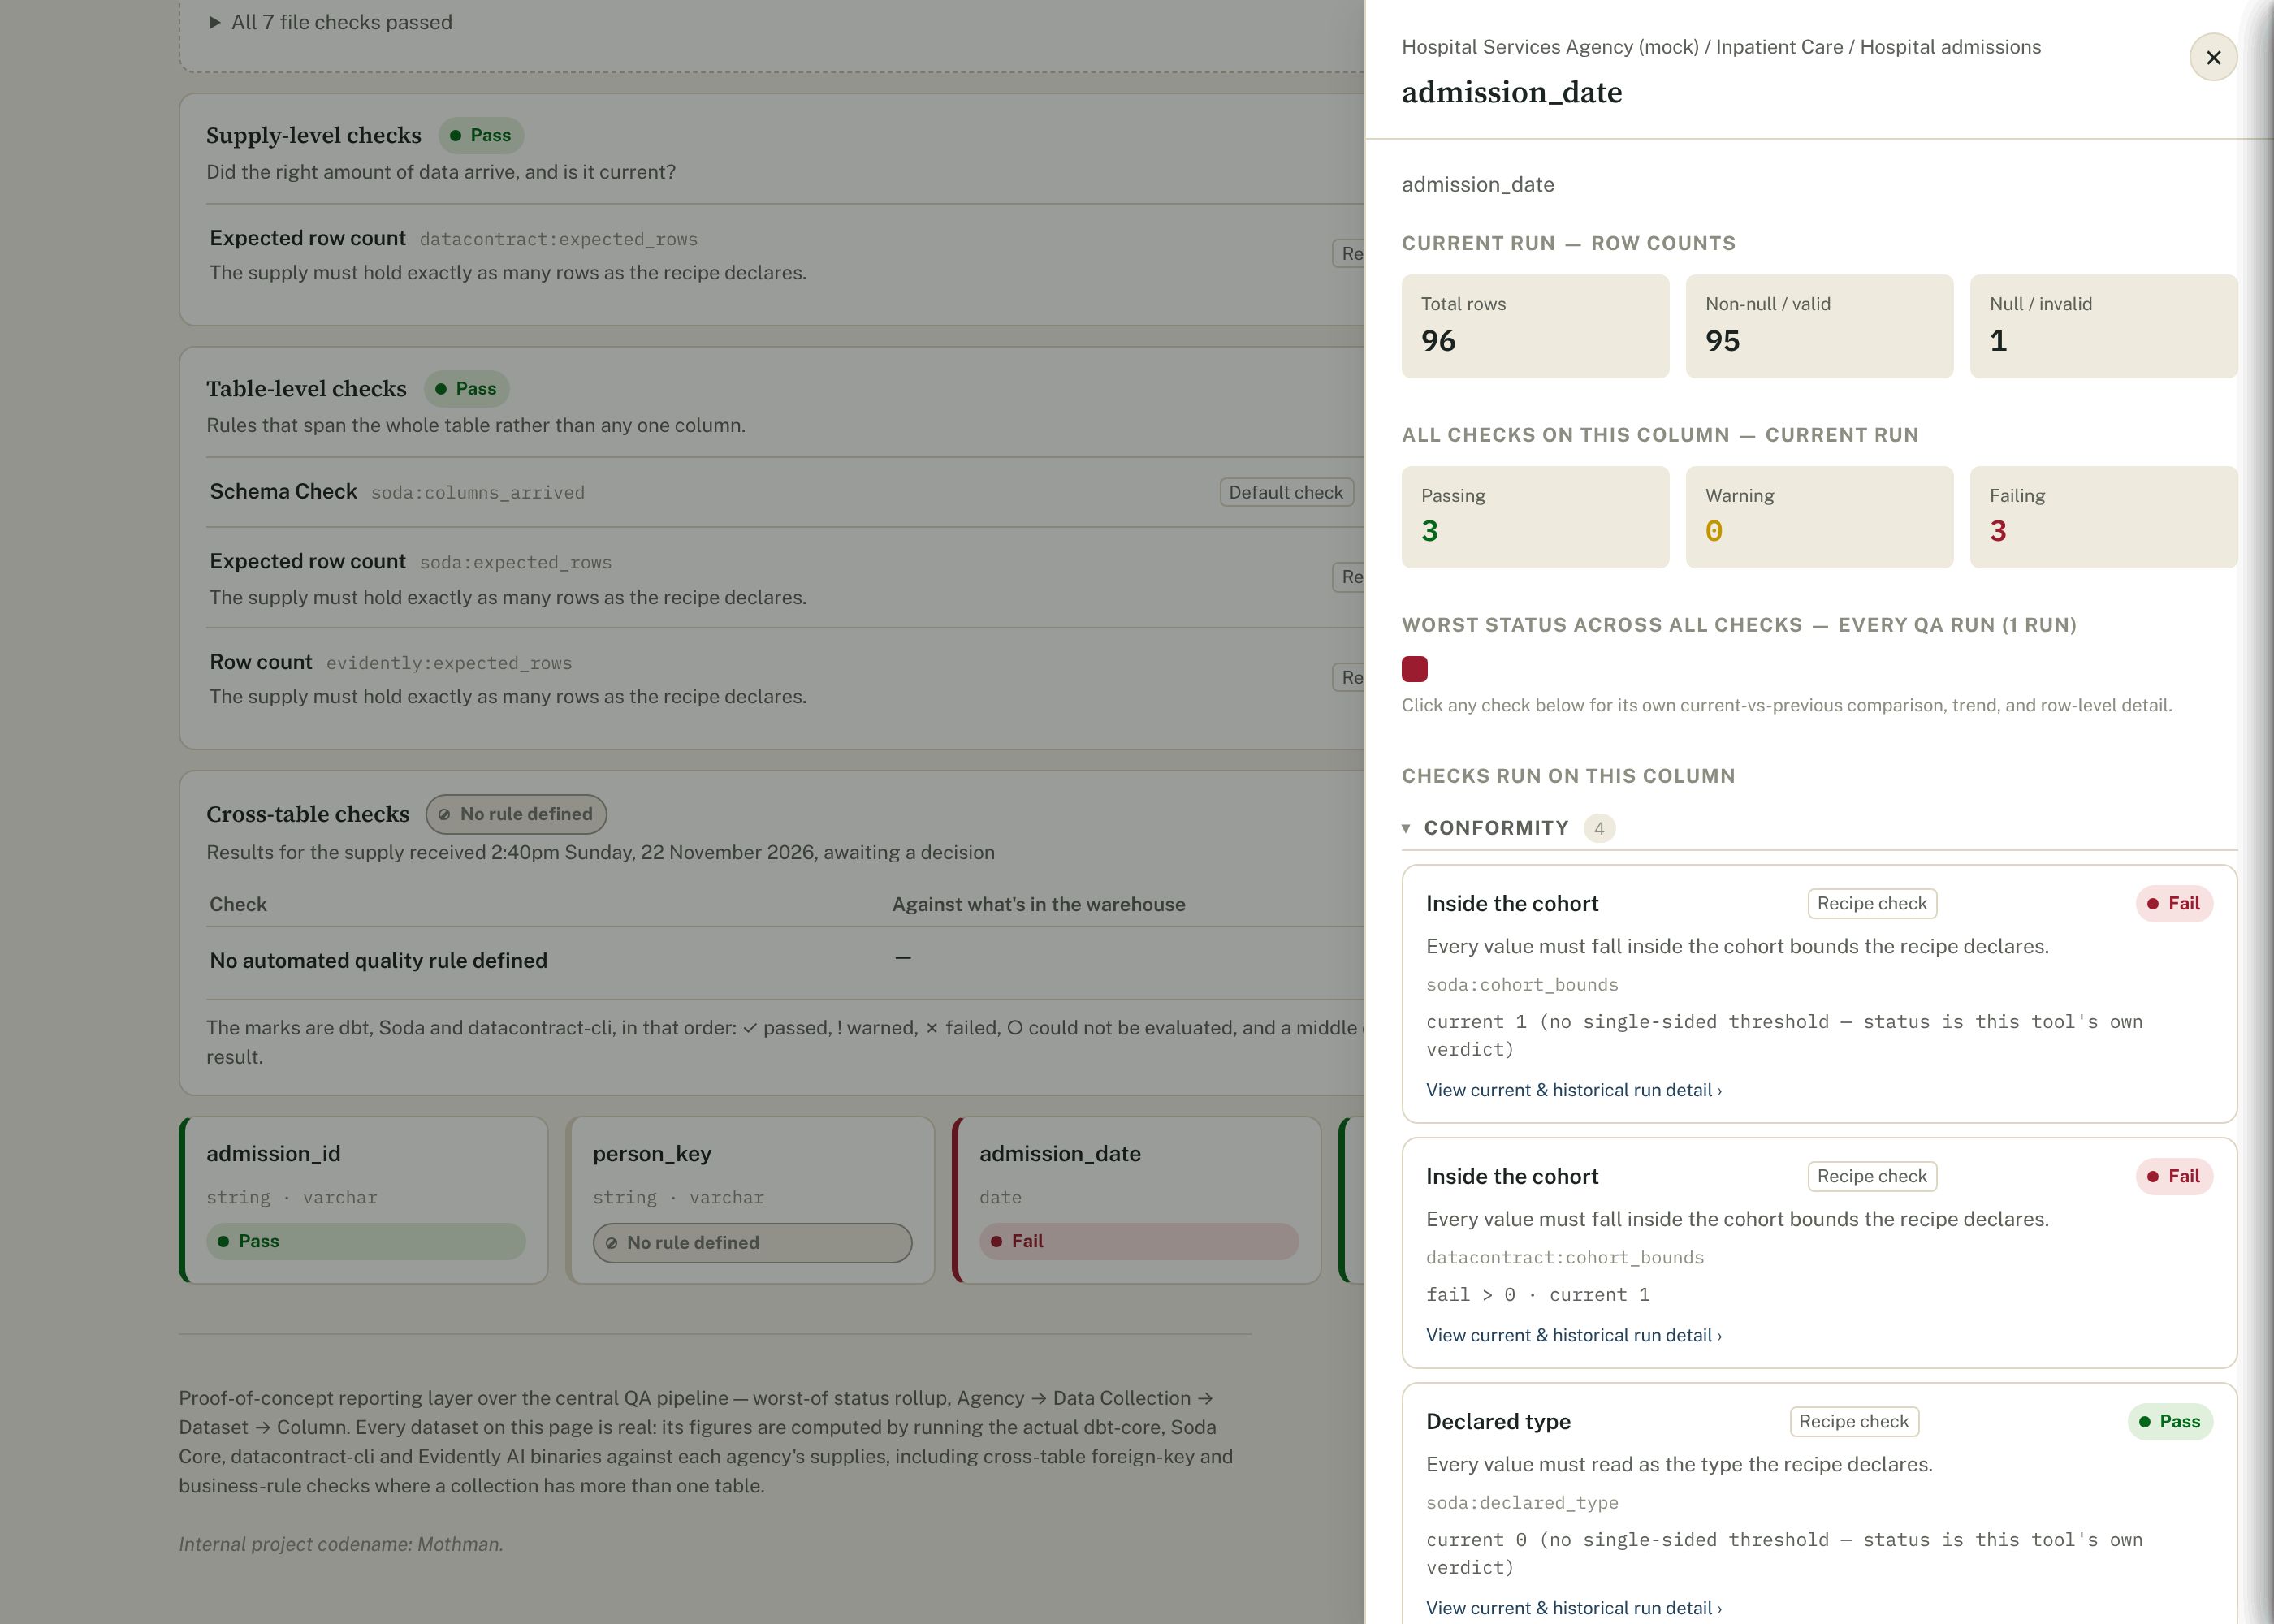 ▶ All 7 file checks passed
Supply-level checks ● Pass
Did the right amount of data arrive, and is it current?
Expected row count datacontract:expected_rows
The supply must hold exactly as many rows as the recipe declares.
Re
Table-level checks ● Pass
Rules that span the whole table rather than any one column.
Schema Check soda:columns_arrived Default check
Expected row count soda:expected_rows
The supply must hold exactly as many rows as the recipe declares.
Re
Row count evidently:expected_rows
The supply must hold exactly as many rows as the recipe declares.
Re
Cross-table checks ⊘ No rule defined
Results for the supply received 2:40pm Sunday, 22 November 2026, awaiting a decision
Check Against what's in the warehouse
No automated quality rule defined —
The marks are dbt, Soda and datacontract-cli, in that order: ✓ passed, ! warned, × failed, ○ could not be evaluated, and a middle
result.
admission_id
string · varchar
● Pass
person_key
string · varchar
⊘ No rule defined
admission_date
date
● Fail
Proof-of-concept reporting layer over the central QA pipeline — worst-of status rollup, Agency → Data Collection →
Dataset → Column. Every dataset on this page is real: its figures are computed by running the actual dbt-core, Soda
Core, datacontract-cli and Evidently AI binaries against each agency's supplies, including cross-table foreign-key and
business-rule checks where a collection has more than one table.
Internal project codename: Mothman.
Hospital Services Agency (mock) / Inpatient Care / Hospital admissions
admission_date
×
admission_date
CURRENT RUN — ROW COUNTS
Total rows
96
Non-null / valid
95
Null / invalid
1
ALL CHECKS ON THIS COLUMN — CURRENT RUN
Passing
3
Warning
0
Failing
3
WORST STATUS ACROSS ALL CHECKS — EVERY QA RUN (1 RUN)
Click any check below for its own current-vs-previous comparison, trend, and row-level detail.
CHECKS RUN ON THIS COLUMN
▼ CONFORMITY 4
Inside the cohort Recipe check ● Fail
Every value must fall inside the cohort bounds the recipe declares.
soda:cohort_bounds
current 1 (no single-sided threshold — status is this tool's own
verdict)
View current & historical run detail ›
Inside the cohort Recipe check ● Fail
Every value must fall inside the cohort bounds the recipe declares.
datacontract:cohort_bounds
fail > 0 · current 1
View current & historical run detail ›
Declared type Recipe check ● Pass
Every value must read as the type the recipe declares.
soda:declared_type
current 0 (no single-sided threshold — status is this tool's own
verdict)
View current & historical run detail ›